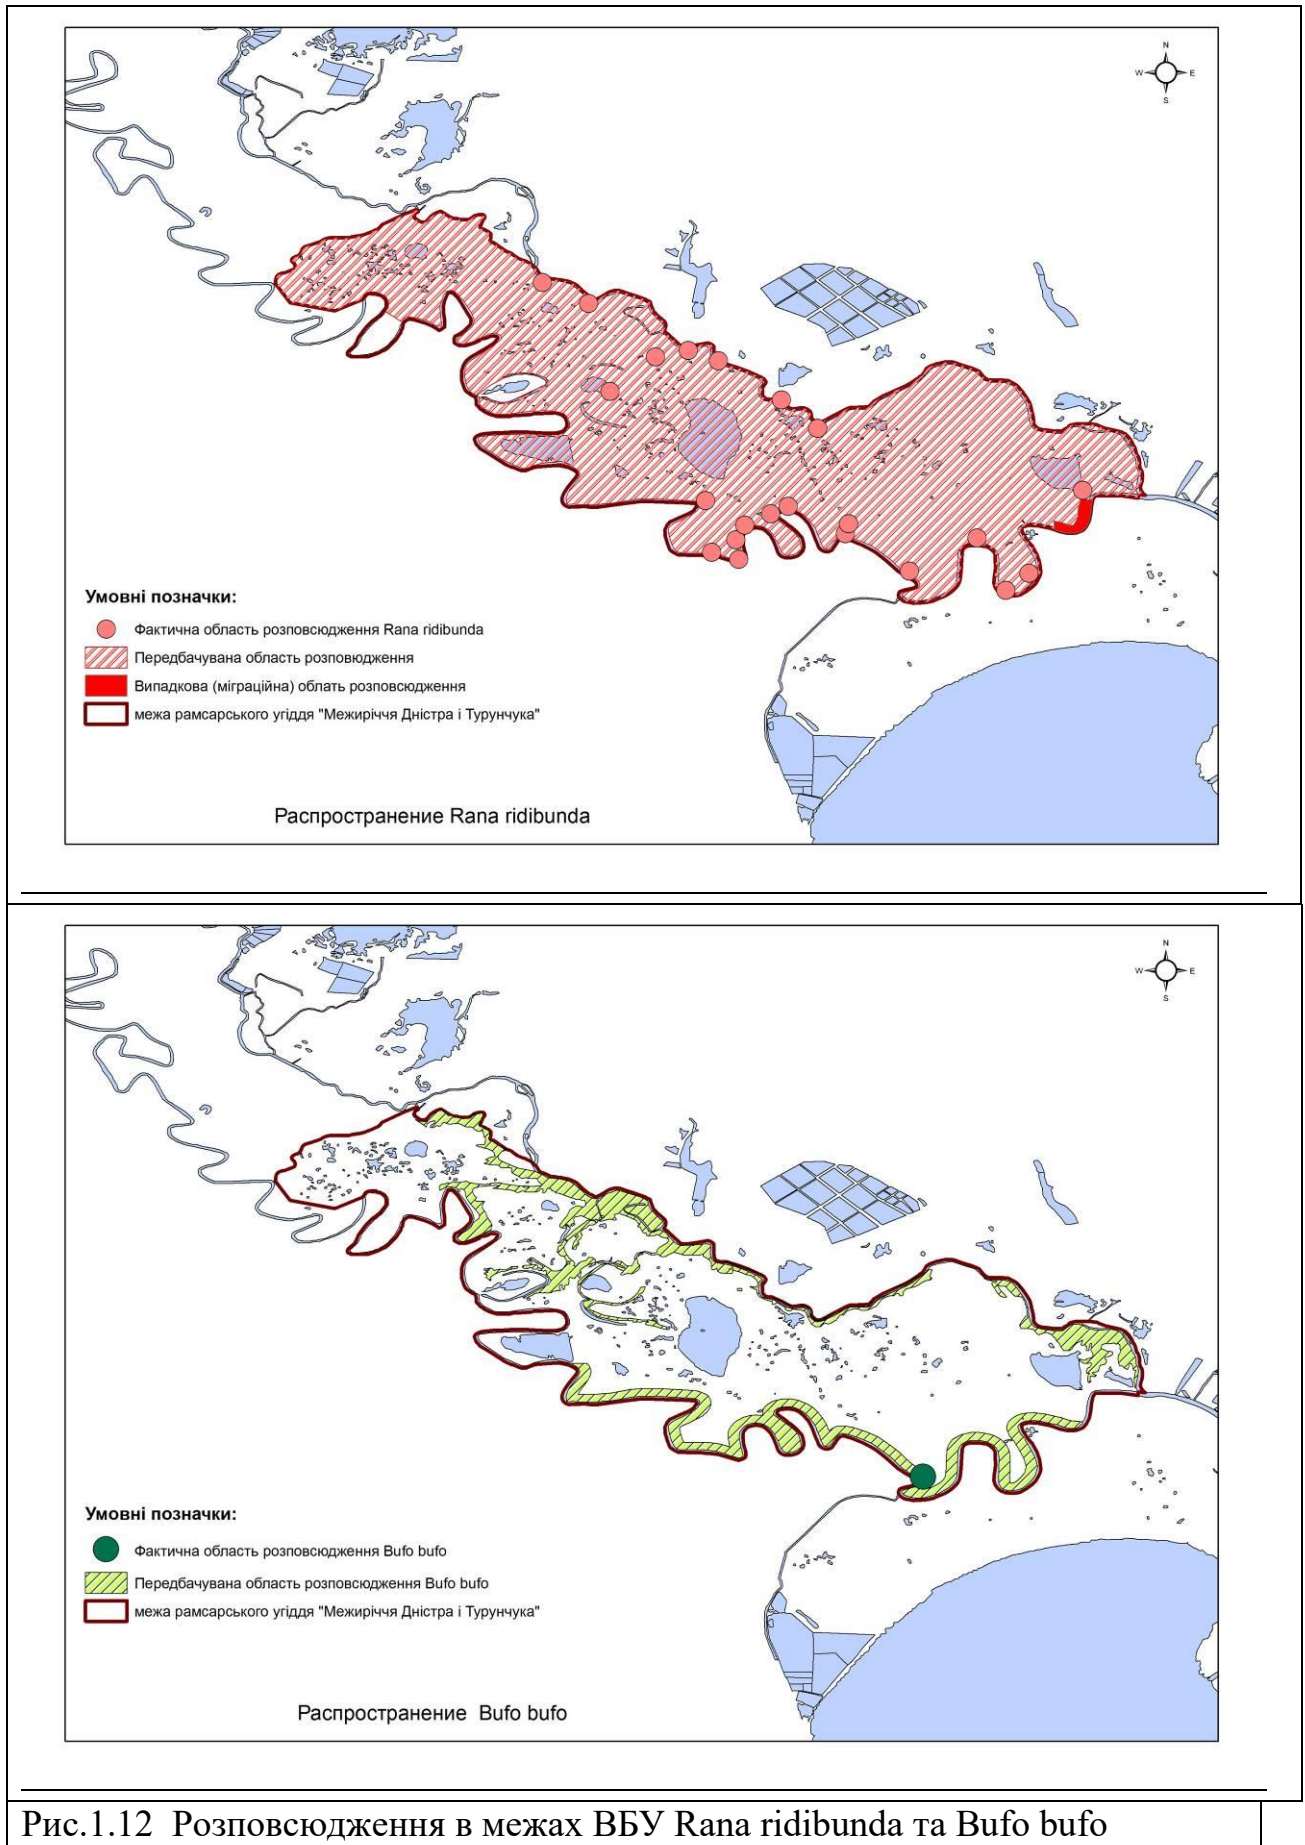 N
W E
S
Умовні позначки:
Фактична область розповсюдження Rana ridibunda
Передбачувана область розповюдження
Випадкова (міграційна) облать розповсюдження
межа рамсарського угіддя "Межиріччя Дністра і Турунчука"
Распространение Rana ridibunda
N
W E
S
Умовні позначки:
Фактична область розповсюдження Bufo bufo
Передбачувана область розповсюдження Bufo bufo
межа рамсарського угіддя "Межиріччя Дністра і Турунчука"
Распространение Bufo bufo
Рис.1.12 Розповсюдження в межах ВБУ Rana ridibunda та Bufo bufo